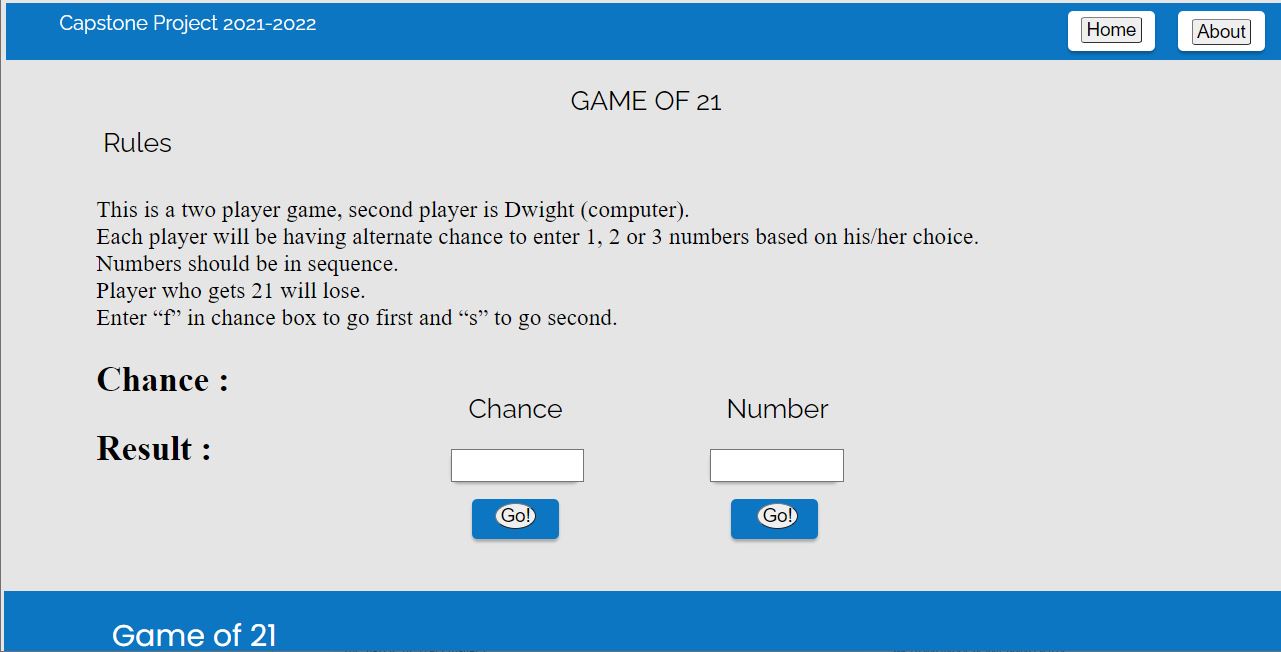 Capstone Project 2021-2022
Home
About
GAME OF 21
Rules
This is a two player game, second player is Dwight (computer).
Each player will be having alternate chance to enter 1, 2 or 3 numbers based on his/her choice.
Numbers should be in sequence.
Player who gets 21 will lose.
Enter “f” in chance box to go first and “s” to go second.
Chance :
Result :
Chance
Number
Go!
Go!
Game of 21